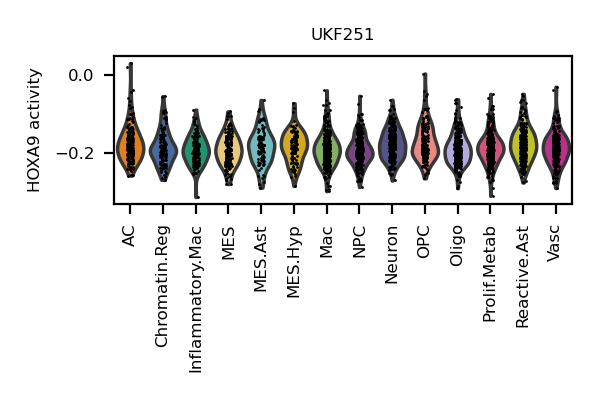 UKF251
HOXA9 activity
0.0
−0.2
AC
Chromatin.Reg
Inflammatory.Mac
MES
MES.Ast
MES.Hyp
Mac
NPC
Neuron
OPC
Oligo
Prolif.Metab
Reactive.Ast
Vasc